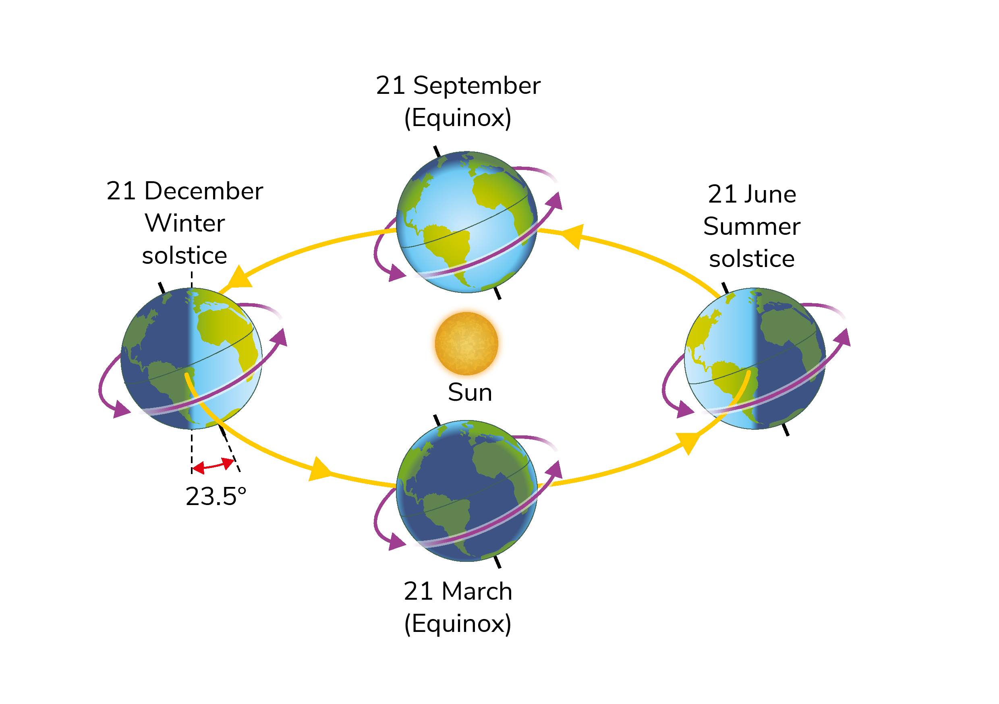 21 September
(Equinox)
21 December
Winter
solstice
21 June
Summer
solstice
Sun
23.5°
21 March
(Equinox)